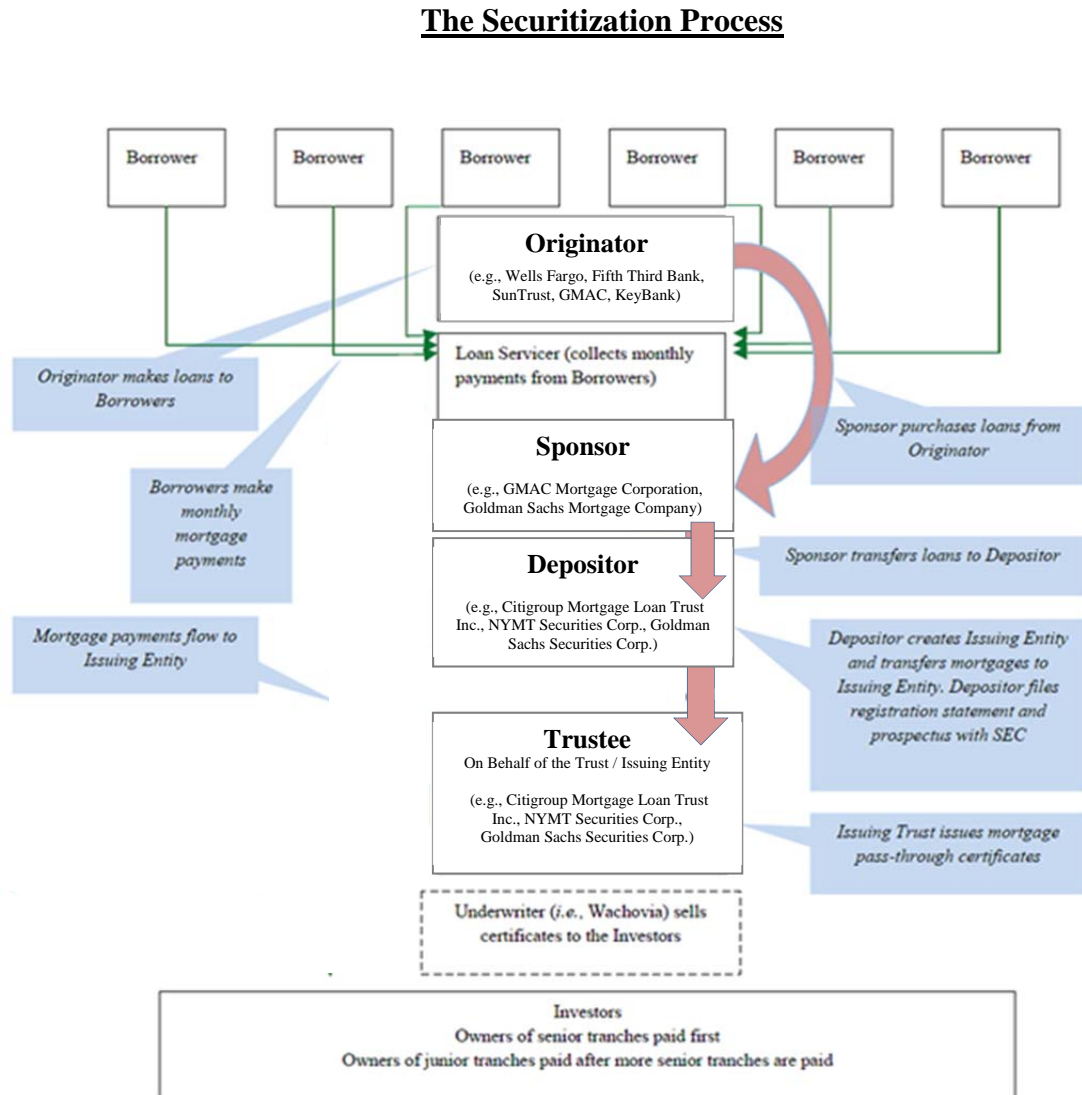 The Securitization Process
Borrower
Borrower
Borrower
Borrower
Borrower
Borrower
Originator
(e.g., Wells Fargo, Fifth Third Bank,
SunTrust, GMAC, KeyBank)
Loan Servicer (collects monthly
payments from Borrowers)
Originator makes loans to
Borrowers
Sponsor purchases loans from
Originator
Sponsor
(e.g., GMAC Mortgage Corporation,
Goldman Sachs Mortgage Company)
Borrowers make
monthly
mortgage
payments
Sponsor transfers loans to Depositor
Depositor
(e.g., Citigroup Mortgage Loan Trust
Inc., NYMT Securities Corp., Goldman
Sachs Securities Corp.)
Mortgage payments flow to
Issuing Entity
Depositor creates Issuing Entity
and transfers mortgages to
Issuing Entity. Depositor files
registration statement and
prospectus with SEC
Trustee
On Behalf of the Trust / Issuing Entity
(e.g., Citigroup Mortgage Loan Trust
Inc., NYMT Securities Corp.,
Goldman Sachs Securities Corp.)
Issuing Trust issues mortgage
pass-through certificates
Underwriter (i.e., Wachovia) sells
certificates to the Investors
Investors
Owners of senior tranches paid first
Owners of junior tranches paid after more senior tranches are paid